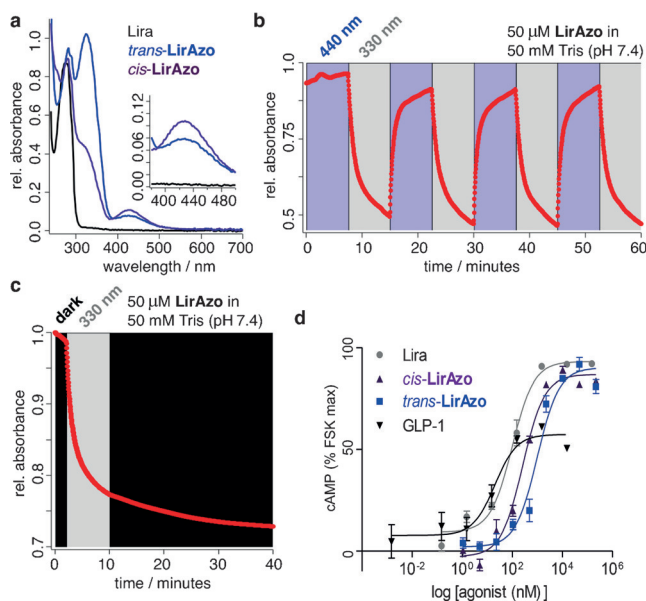 a
Lira
trans-LirAzo
cis-LirAzo
rel. absorbance
1.0
0.8
0.6
0.4
0.2
0
0.12
0.08
0.06
0.00
400 440 480
300 400 500 600 700
wavelength / nm
b
440 nm
330 nm
50 μM LirAzo in
50 mM Tris (pH 7.4)
rel. absorbance
1.0
0.75
0.5
0 10 20 30 40 50 60
time / minutes
c
dark
330 nm
50 μM LirAzo in
50 mM Tris (pH 7.4)
rel. absorbance
1.0
0.9
0.8
0.7
0 10 20 30 40
time / minutes
d
Lira
cis-LirAzo
trans-LirAzo
GLP-1
cAMP (% FSK max)
100
50
0
10-2 100 102 104 106
log [agonist (nM)]